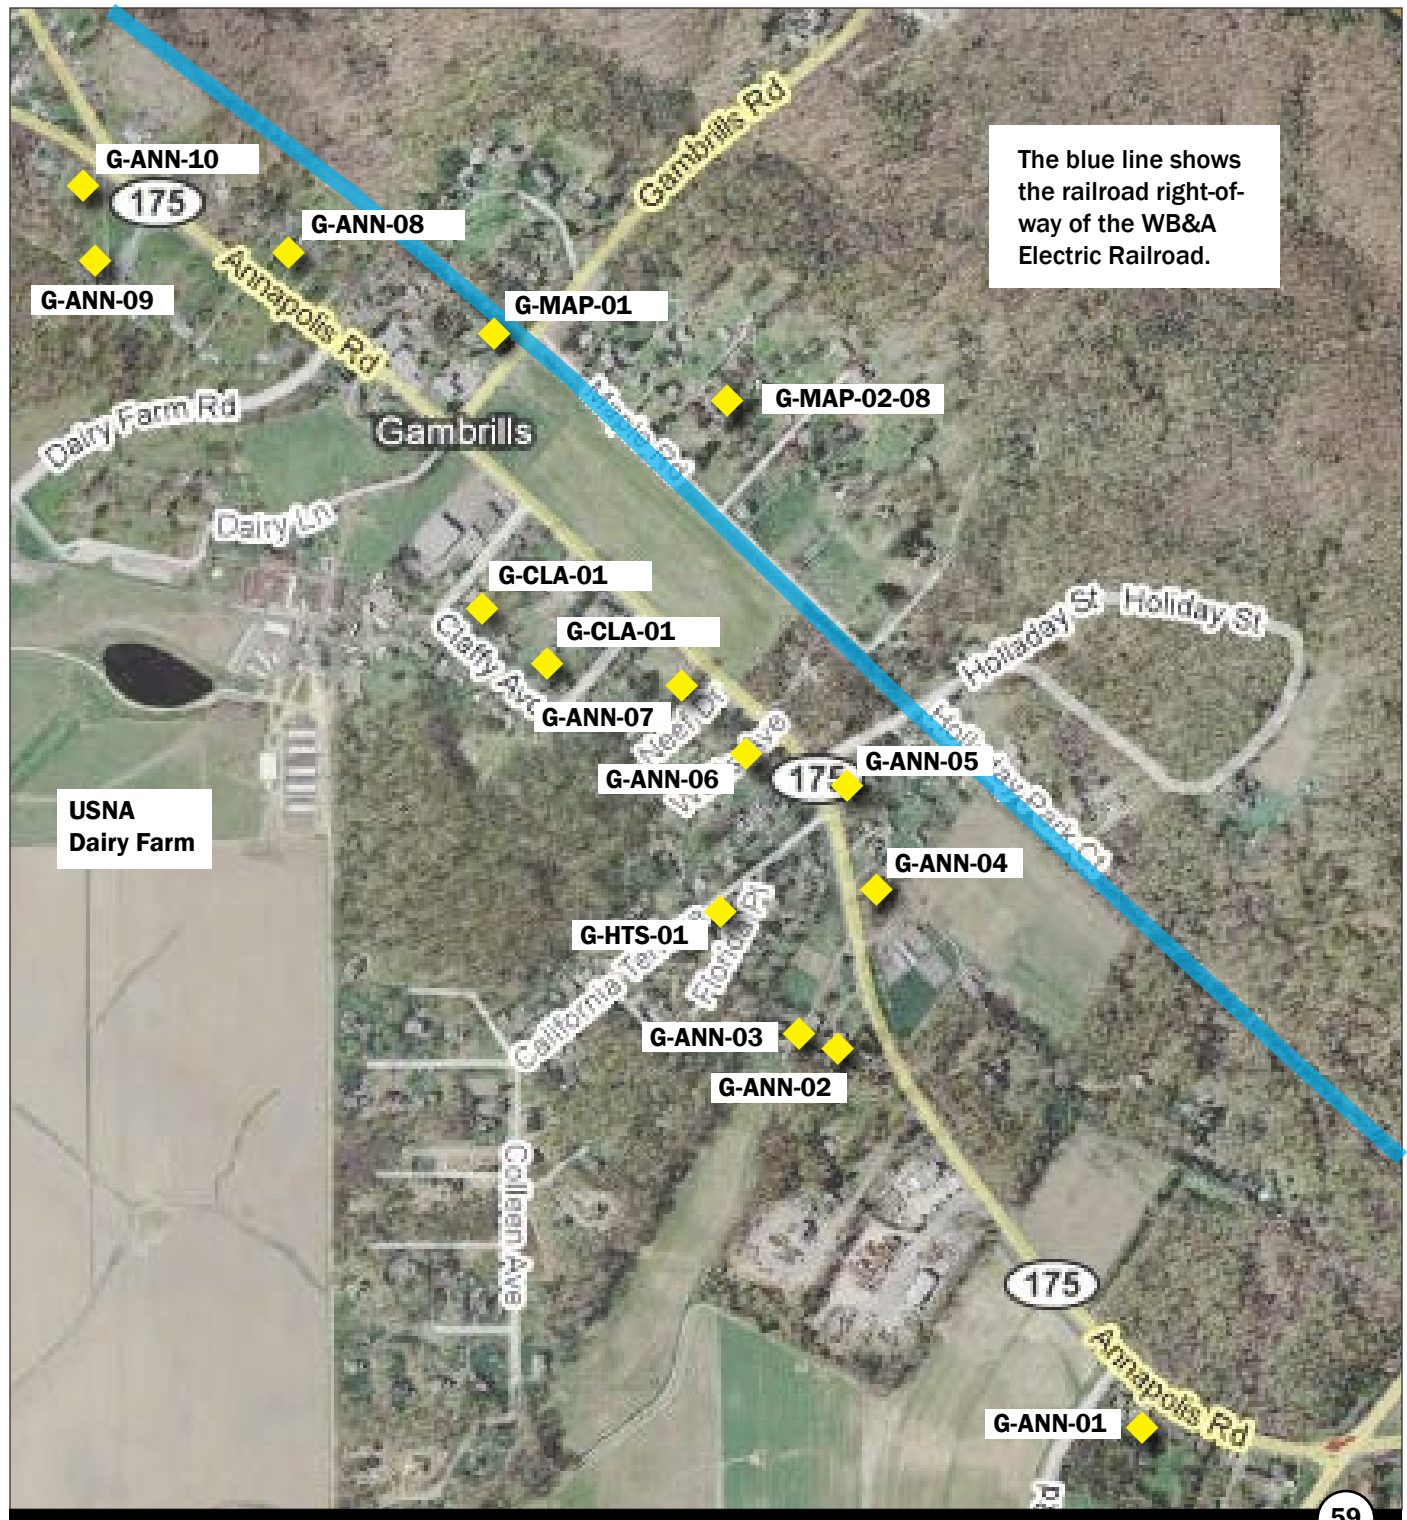 Gambrills Rd
The blue line shows
the railroad right-of-
way of the WB&A
Electric Railroad.
G-ANN-10
175
G-ANN-08
G-ANN-09
Annapolis Rd
G-MAP-01
G-MAP-02-08
Dairy Farm Rd
Gambrills
Maple Rd
Dairy Ln
G-CLA-01
G-CLA-01
Claffy Ave
Holladay St
Holiday St
G-ANN-07
G-ANN-06
175
G-ANN-05
USNA
Dairy Farm
G-ANN-04
G-HTS-01
Florida Pl
California
G-ANN-03
G-ANN-02
Colleen Ave
175
Annapolis Rd
G-ANN-01
Rd
59